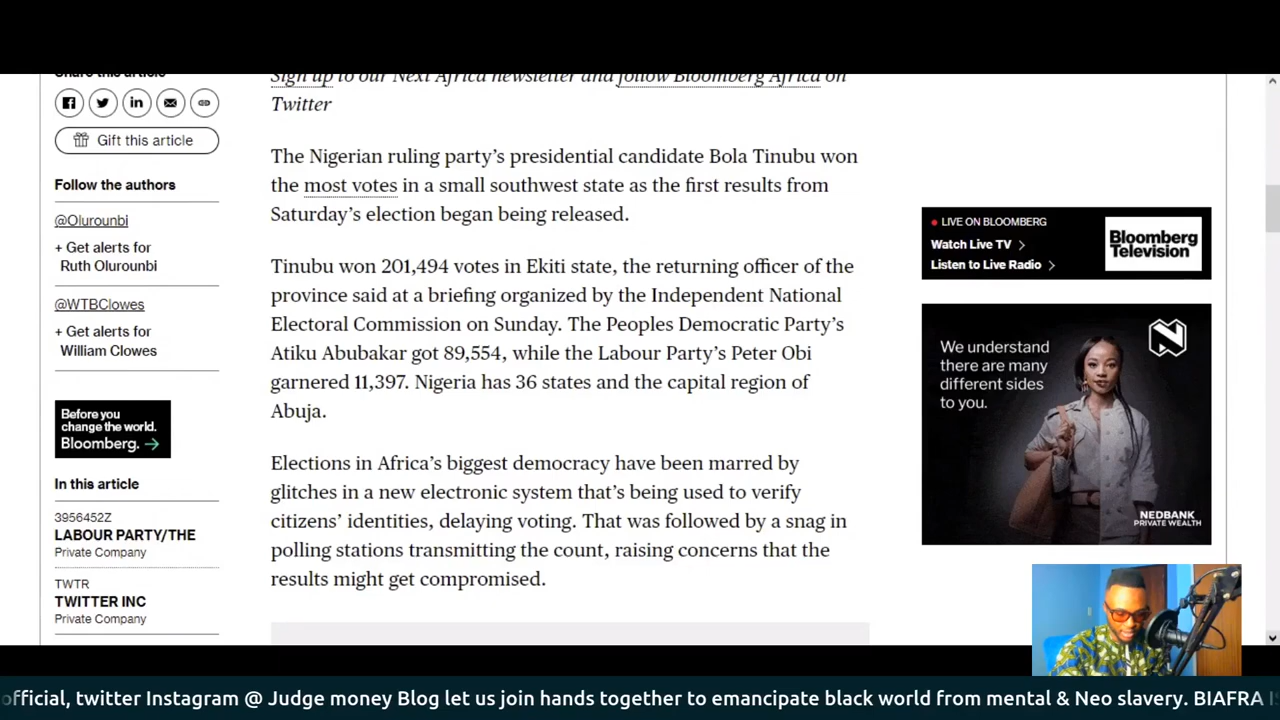 Share this article
Gift this article
Follow the authors
@Olurounbi
+ Get alerts for
Ruth Olurounbi
@WTBClowes
+ Get alerts for
William Clowes
Before you
change the world.
Bloomberg.
In this article
3956452Z
LABOUR PARTY/THE
Private Company
TWTR
TWITTER INC
Private Company
Sign up to our Next Africa newsletter and follow Bloomberg Africa on
Twitter
The Nigerian ruling party’s presidential candidate Bola Tinubu won
the most votes in a small southwest state as the first results from
Saturday’s election began being released.
Tinubu won 201,494 votes in Ekiti state, the returning officer of the
province said at a briefing organized by the Independent National
Electoral Commission on Sunday. The Peoples Democratic Party’s
Atiku Abubakar got 89,554, while the Labour Party’s Peter Obi
garnered 11,397. Nigeria has 36 states and the capital region of
Abuja.
Elections in Africa’s biggest democracy have been marred by
glitches in a new electronic system that’s being used to verify
citizens’ identities, delaying voting. That was followed by a snag in
polling stations transmitting the count, raising concerns that the
results might get compromised.
LIVE ON BLOOMBERG
Watch Live TV
Listen to Live Radio
Bloomberg
Television
We understand
there are many
different sides
to you.
NEDBANK
PRIVATE WEALTH
official, twitter Instagram @ Judge money Blog let us join hands together to emancipate black world from mental & Neo slavery. BIAFRA